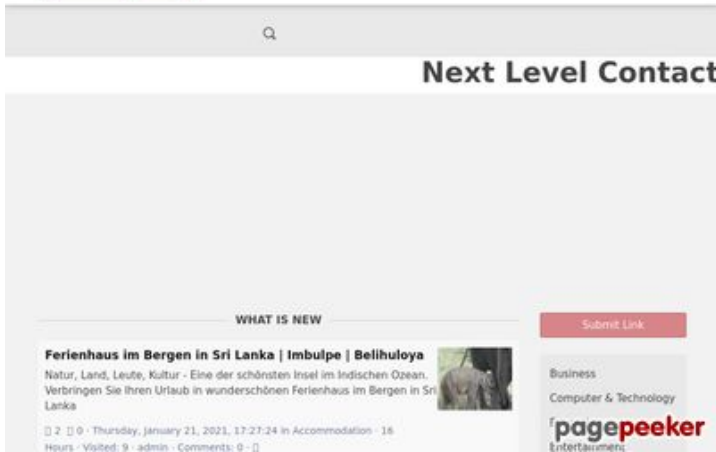 Next Level Contact
WHAT IS NEW
Submit Link
Ferienhaus im Bergen in Sri Lanka | Imbulpe | Belihuloya
Natur, Land, Leute, Kultur - Eine der schönsten Insel im Indischen Ozean.
Verbringen Sie Ihren Urlaub in wunderschönen Ferienhaus im Bergen in Sri
Lanka
2 0 · Thursday, January 21, 2021, 17:27:24 in Accommodation · 16
Hours · Visited: 9 · admin · Comments: 0 ·
Business
Computer & Technology
pagepeeker
Entertainment